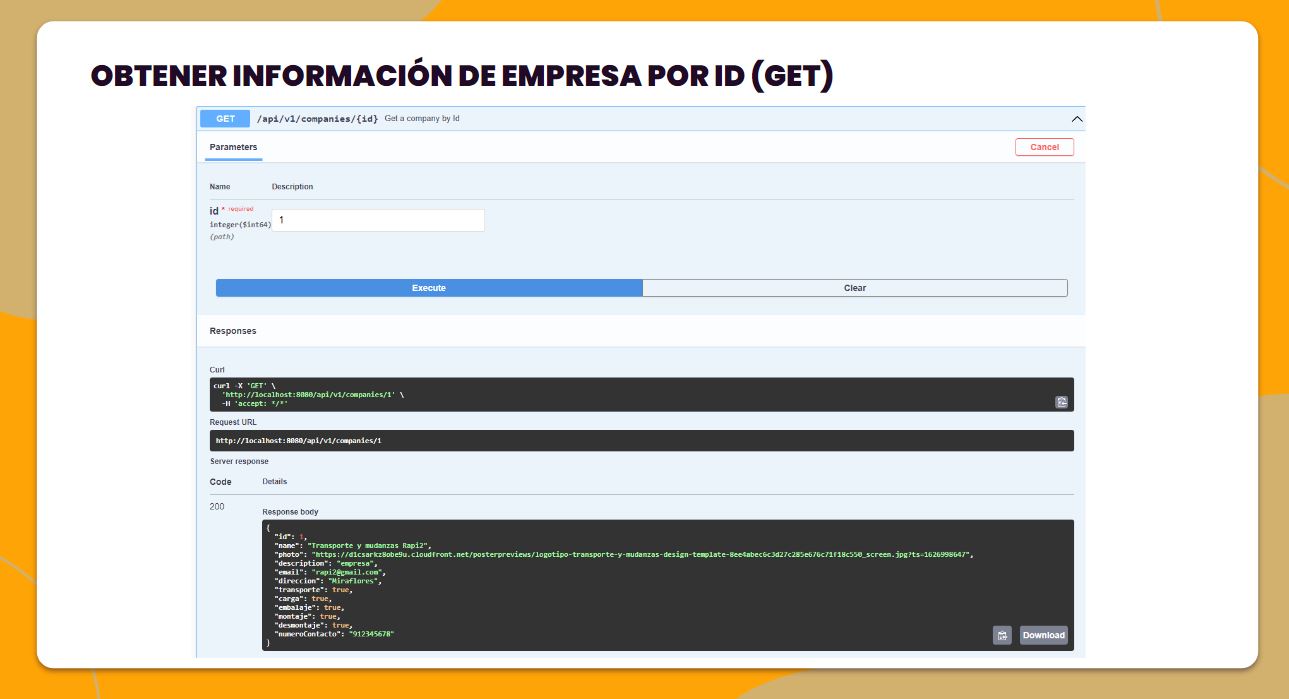 OBTENER INFORMACIÓN DE EMPRESA POR ID (GET)
GET /api/v1/companies/{id} Get a company by Id
Parameters Cancel
Name Description
id * required
integer($int64)
(path)
1
Execute Clear
Responses
Curl
curl -X 'GET' \
'http://localhost:8080/api/v1/companies/1' \
-H 'accept: */*'
Request URL
http://localhost:8080/api/v1/companies/1
Server response
Code Details
200
Response body
{
"id": 1,
"name": "Transporte y mudanzas Rapi2",
"photo": "https://d1csarkz8obe9u.cloudfront.net/posterpreviews/logotipo-transporte-y-mudanzas-design-template-8ee4abec6c3d27c285e676c71f18c550_screen.jpg?ts=1626998647",
"description": "empresa",
"email": "rapi2@gmail.com",
"direccion": "Miraflores",
"transporte": true,
"carga": true,
"embalaje": true,
"montaje": true,
"desmontaje": true,
"numeroContacto": "912345678"
}
Download